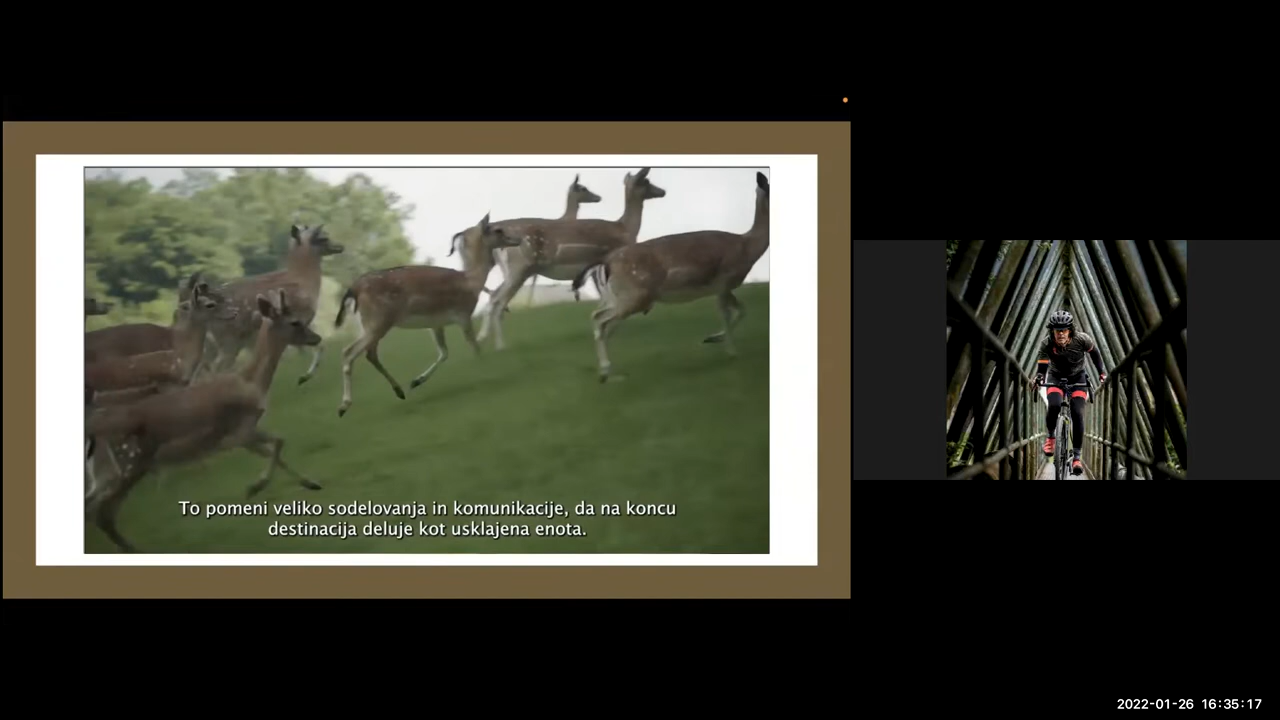 To pomeni veliko sodelovanja in komunikacije, da na koncu
destinacija deluje kot usklajena enota.
2022-01-26 16:35:17